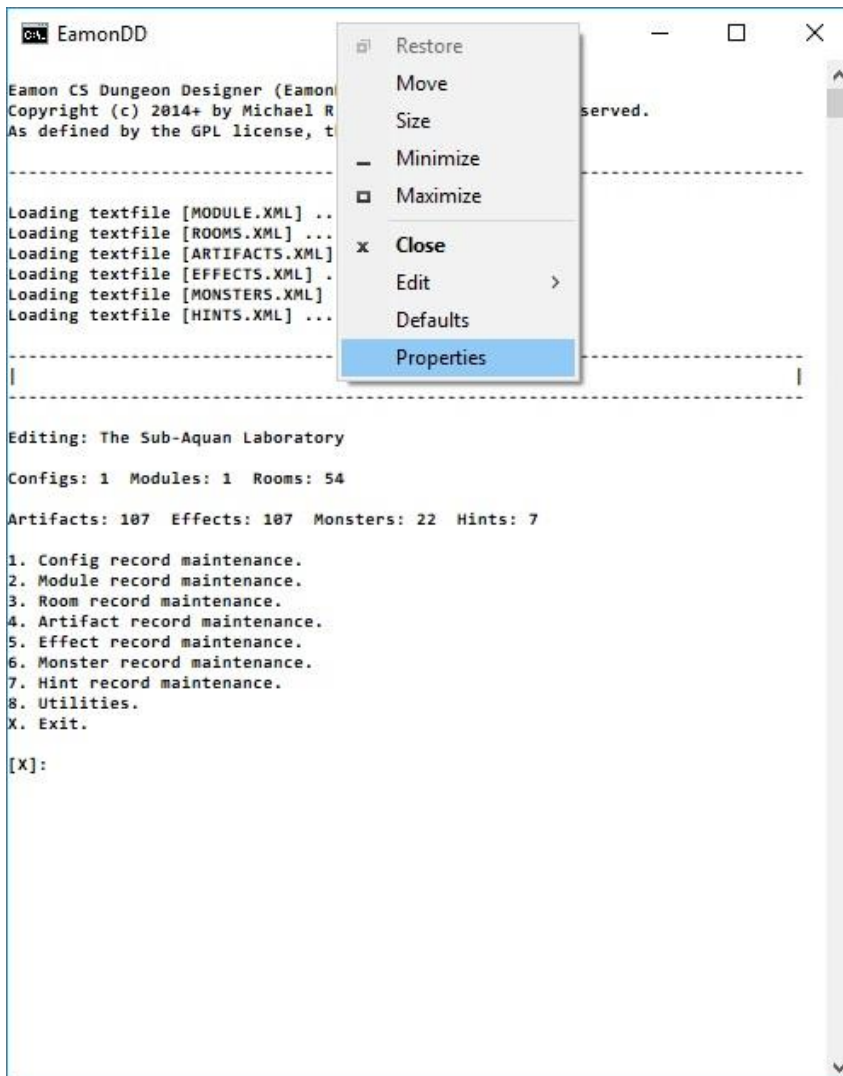 EamonDD
Restore
Move
Size
Minimize
Maximize
Close
Edit
Defaults
Properties
Eamon CS Dungeon Designer
Copyright (c) 2014+ by Michael R served.
As defined by the GPL license,
Loading textfile [MODULE.XML] ..
Loading textfile [ROOMS.XML] ...
Loading textfile [ARTIFACTS.XML]
Loading textfile [EFFECTS.XML] .
Loading textfile [MONSTERS.XML]
Loading textfile [HINTS.XML] ...
Editing: The Sub-Aquan Laboratory
Configs: 1 Modules: 1 Rooms: 54
Artifacts: 107 Effects: 107 Monsters: 22 Hints: 7
1. Config record maintenance.
2. Module record maintenance.
3. Room record maintenance.
4. Artifact record maintenance.
5. Effect record maintenance.
6. Monster record maintenance.
7. Hint record maintenance.
8. Utilities.
X. Exit.
[X]: